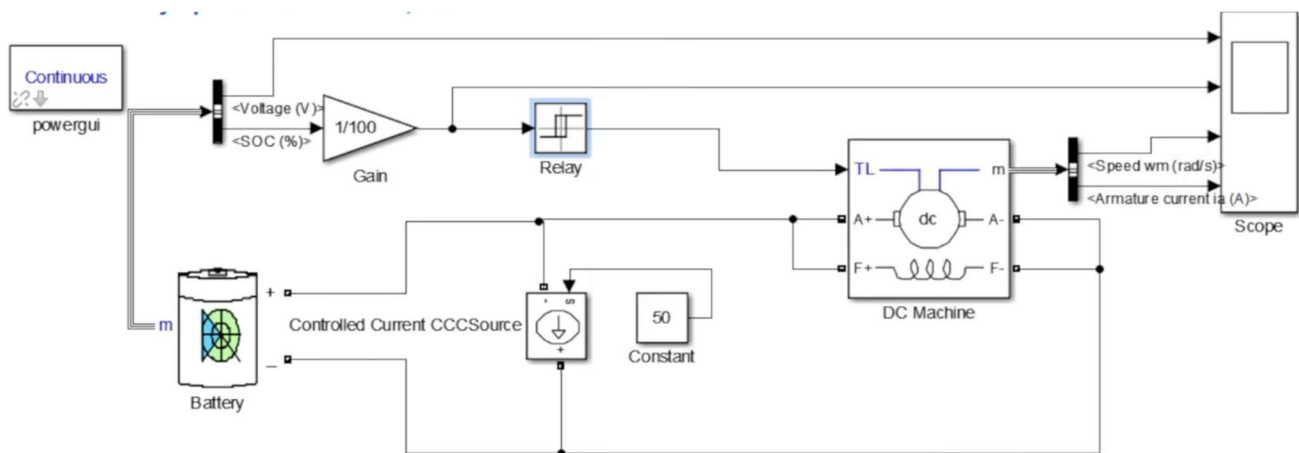 Continuous
powergui
<Voltage (V)>
<SOC (%)>
1/100
Gain
Relay
TL
m
A+
dc
A-
F+
F-
DC Machine
<Speed wm (rad/s)>
<Armature current ia (A)>
Scope
m
+
_
Battery
Controlled Current CCCSource
-
s
+
50
Constant